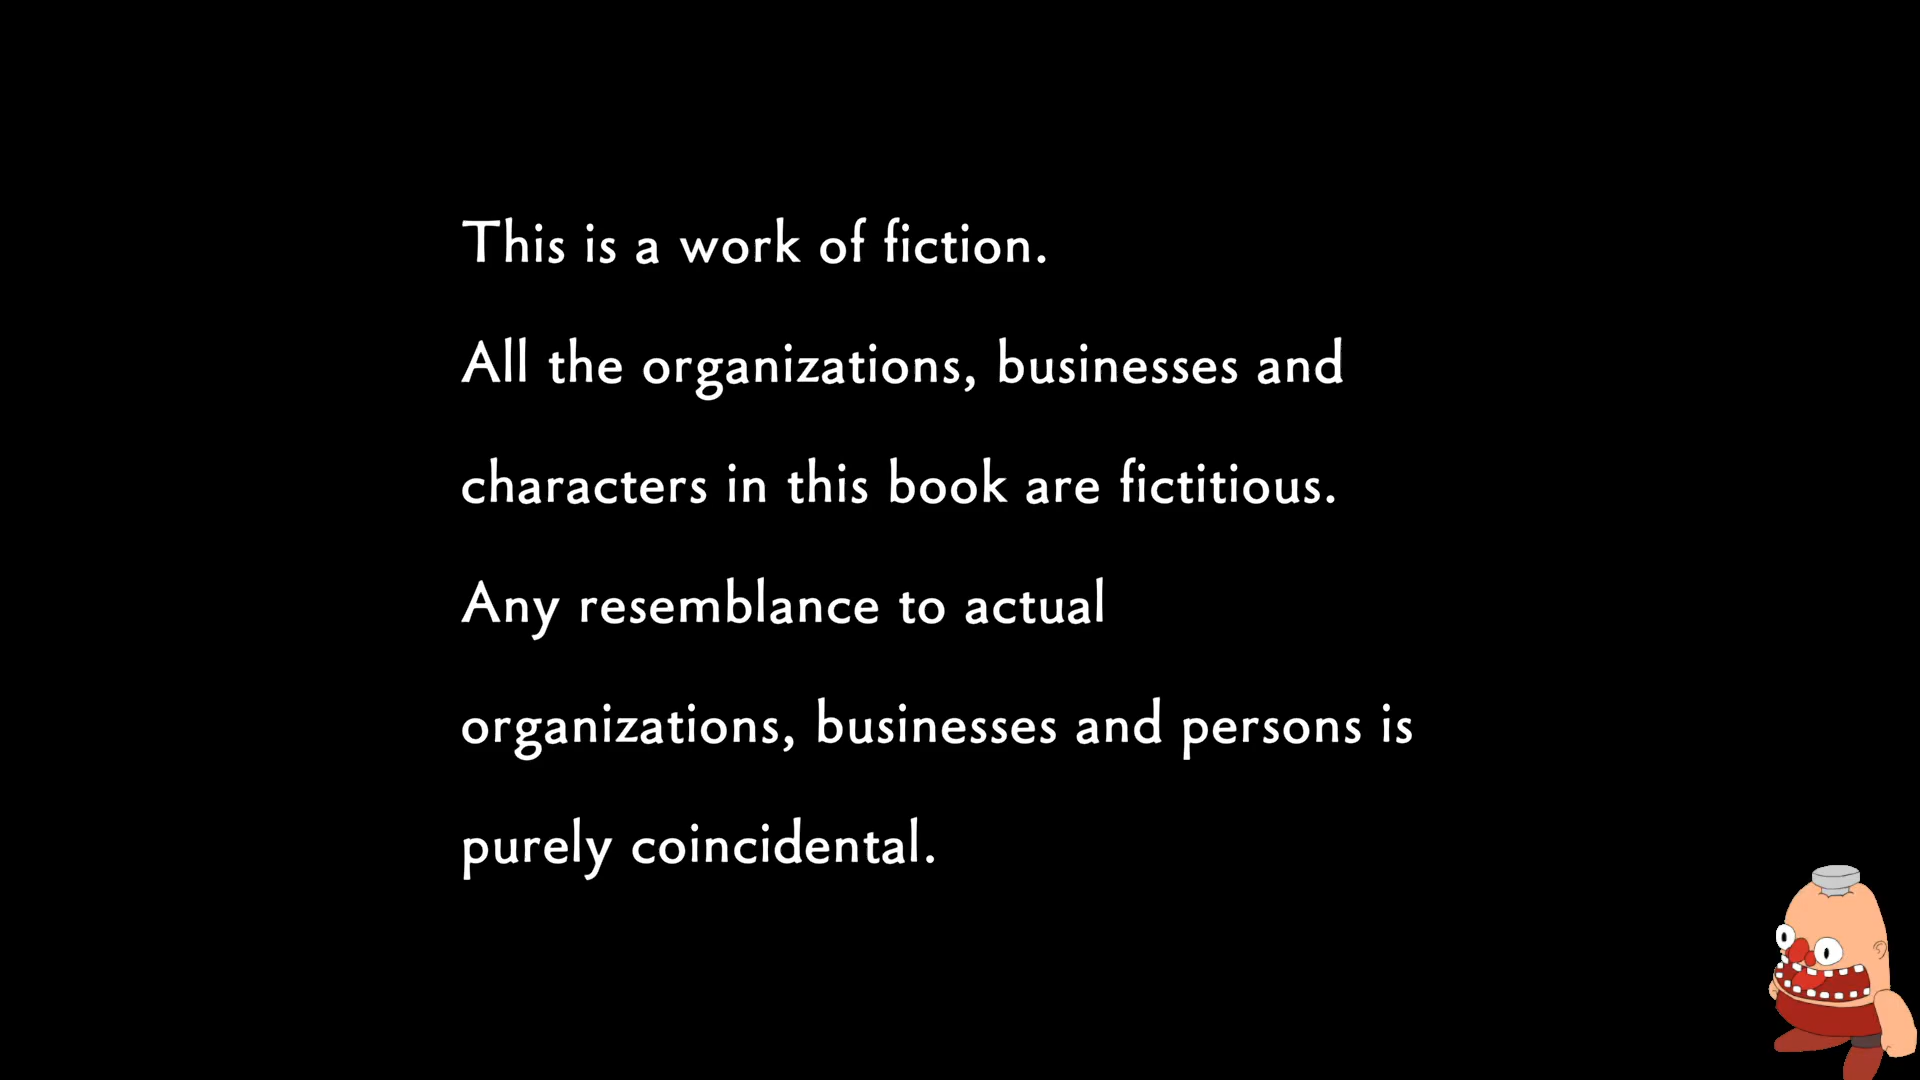 This is a work of fiction.
All the organizations, businesses and
characters in this book are fictitious.
Any resemblance to actual
organizations, businesses and persons is
purely coincidental.